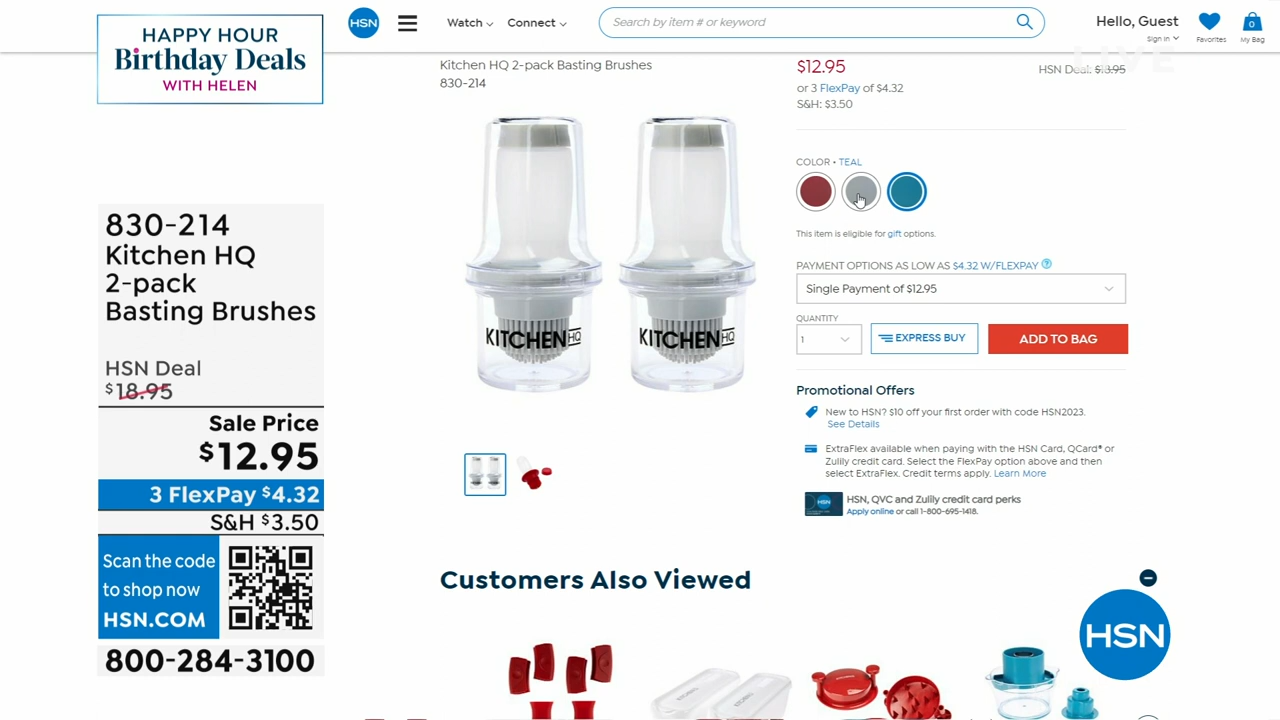 HAPPY HOUR
Birthday Deals
WITH HELEN
830-214
Kitchen HQ
2-pack
Basting Brushes
HSN Deal
$18.95
Sale Price
$12.95
3 FlexPay $4.32
S&H $3.50
Scan the code
to shop now
HSN.COM
800-284-3100
HSN
Watch
Connect
Search by item # or keyword
Hello, Guest
Sign In
Favorites
0
My Bag
LIVE
Kitchen HQ 2-pack Basting Brushes
830-214
KITCHEN HQ
KITCHEN HQ
$12.95
HSN Deal: $18.95
or 3 FlexPay of $4.32
S&H: $3.50
COLOR • TEAL
This item is eligible for gift options.
PAYMENT OPTIONS AS LOW AS $4.32 W/FLEXPAY ?
Single Payment of $12.95
QUANTITY
1
EXPRESS BUY
ADD TO BAG
Promotional Offers
New to HSN? $10 off your first order with code HSN2023.
See Details
ExtraFlex available when paying with the HSN Card, QCard® or
Zulily credit card. Select the FlexPay option above and then
select ExtraFlex. Credit terms apply. Learn More
HSN
HSN, QVC and Zulily credit card perks
Apply online or call 1-800-695-1418.
Customers Also Viewed
HSN